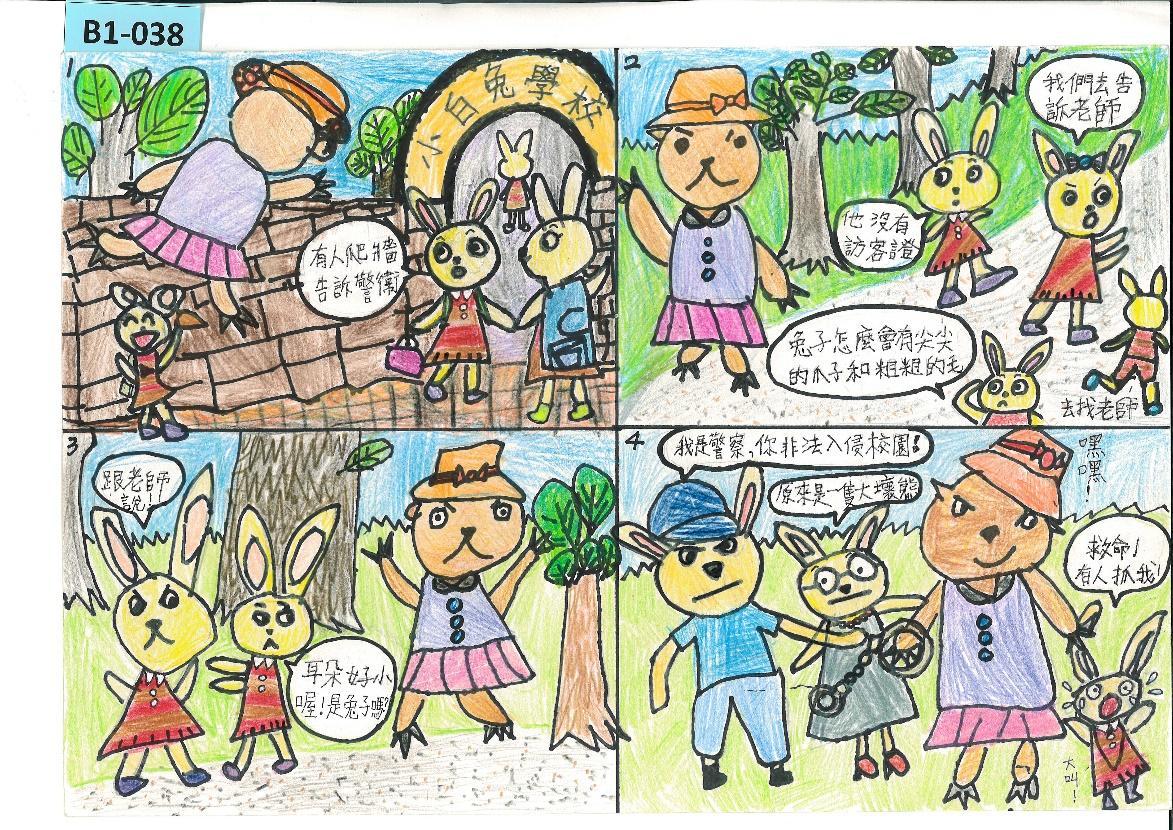 B1-038
1
小白兔學校
有人爬牆
告訴警衛
2
我們去告
訴老師
他沒有
訪客證
兔子怎麼會有尖尖
的爪子和粗粗的毛
去找老師
3
跟老師
說!
耳朵好小
喔!是兔子嗎?
4
我是警察,你非法入侵校園!
原來是一隻大壞熊
嘿
嘿!
救命!
有人抓我!
大
叫!